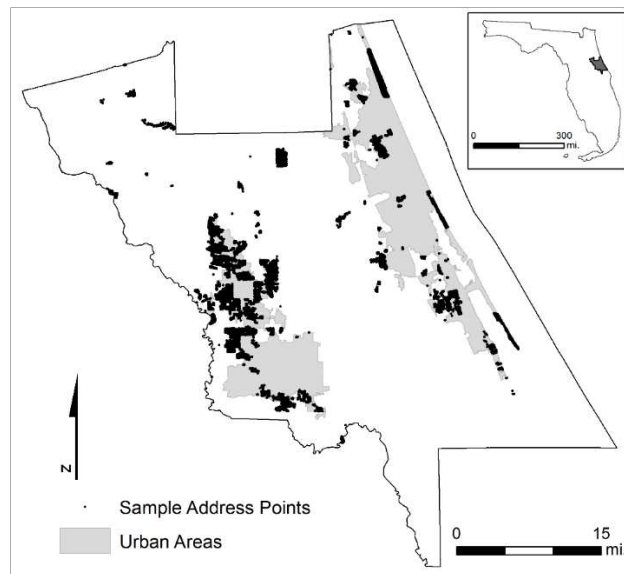 0 300
mi.
N
Sample Address Points
Urban Areas
0 15
mi.